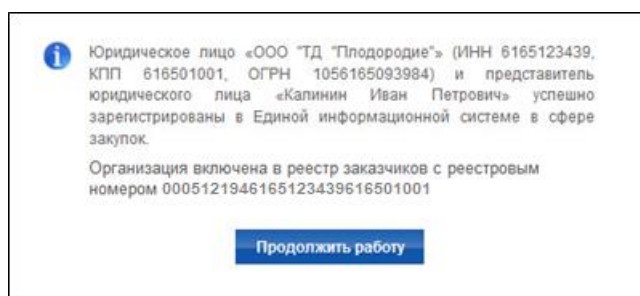 Юридическое лицо «ООО "ТД "Плодородие"» (ИНН 6165123439,
КПП 616501001, ОГРН 1056165093984) и представитель
юридического лица «Калинин Иван Петрович» успешно
зарегистрированы в Единой информационной системе в сфере
закупок.
Организация включена в реестр заказчиков с реестровым
номером 0005121946165123439616501001
Продолжить работу